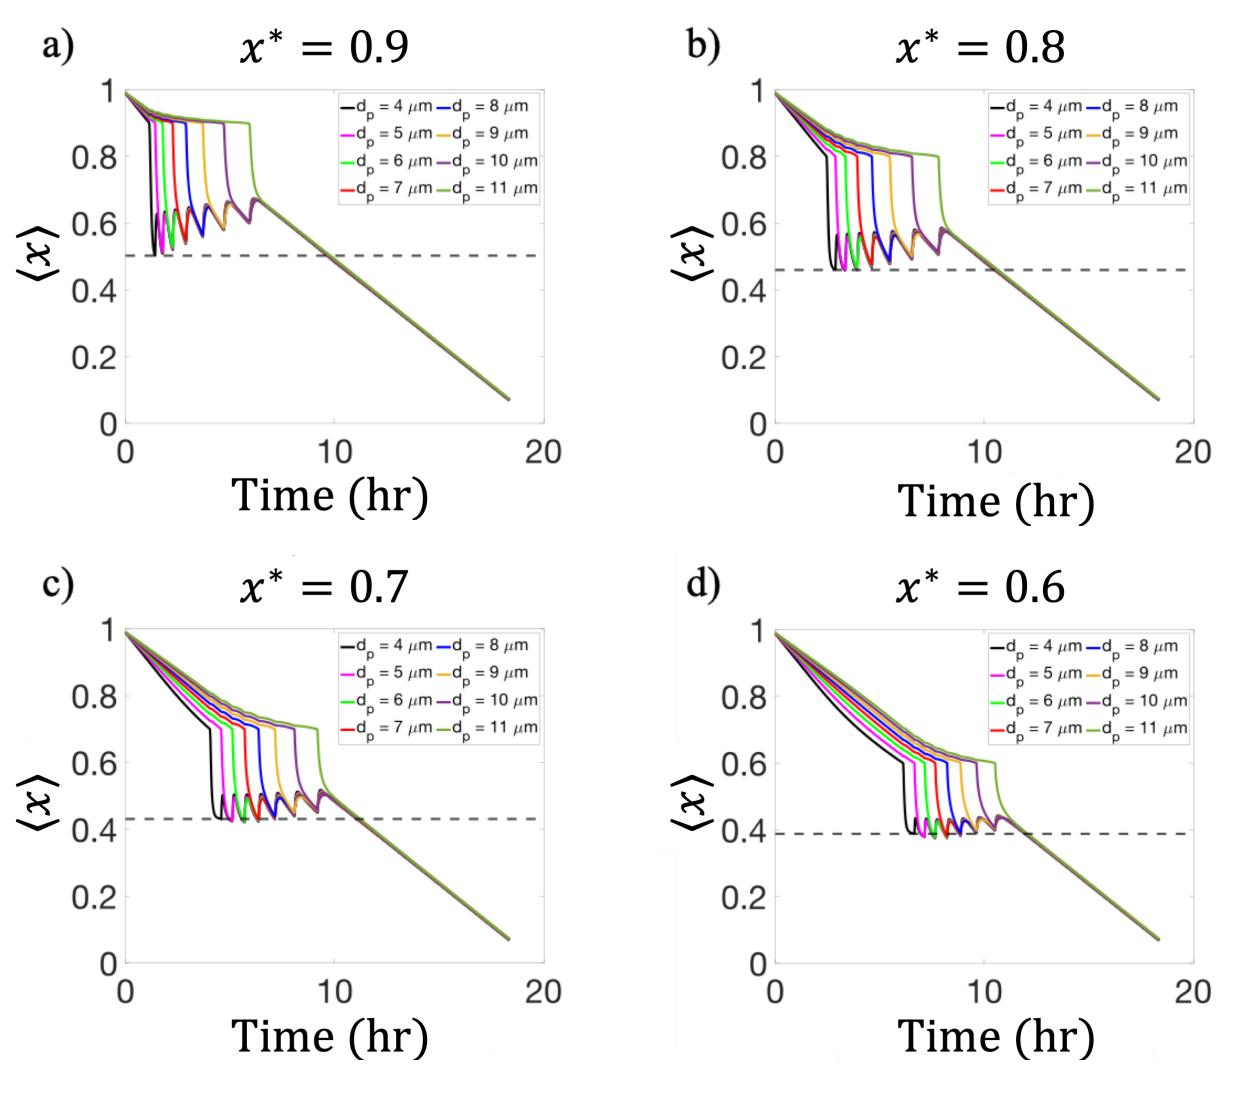 a) x* = 0.9
1
0.8
0.6
0.4
0.2
0
⟨x⟩
d_p = 4 μm d_p = 8 μm
d_p = 5 μm d_p = 9 μm
d_p = 6 μm d_p = 10 μm
d_p = 7 μm d_p = 11 μm
0 10 20
Time (hr)
b) x* = 0.8
1
0.8
0.6
0.4
0.2
0
⟨x⟩
d_p = 4 μm d_p = 8 μm
d_p = 5 μm d_p = 9 μm
d_p = 6 μm d_p = 10 μm
d_p = 7 μm d_p = 11 μm
0 10 20
Time (hr)
c) x* = 0.7
1
0.8
0.6
0.4
0.2
0
⟨x⟩
d_p = 4 μm d_p = 8 μm
d_p = 5 μm d_p = 9 μm
d_p = 6 μm d_p = 10 μm
d_p = 7 μm d_p = 11 μm
0 10 20
Time (hr)
d) x* = 0.6
1
0.8
0.6
0.4
0.2
0
⟨x⟩
d_p = 4 μm d_p = 8 μm
d_p = 5 μm d_p = 9 μm
d_p = 6 μm d_p = 10 μm
d_p = 7 μm d_p = 11 μm
0 10 20
Time (hr)